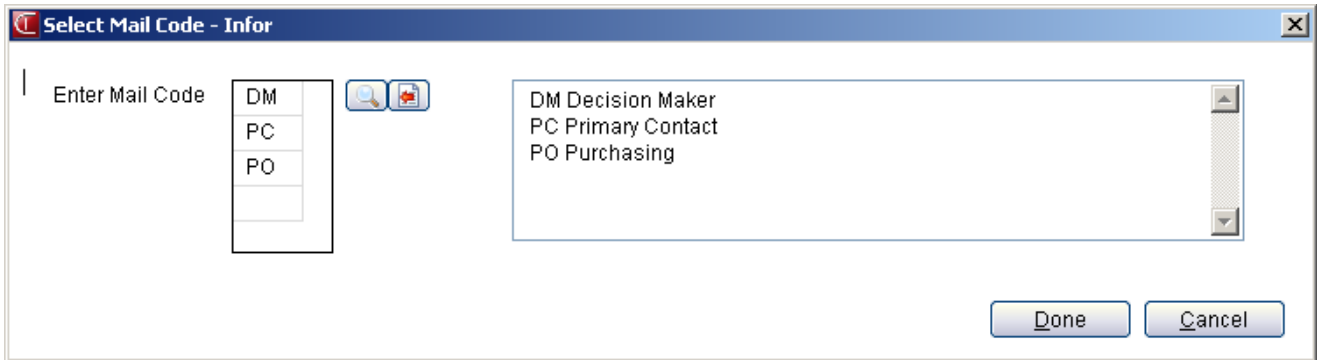 Select Mail Code - Infor
Enter Mail Code
DM
PC
PO
DM Decision Maker
PC Primary Contact
PO Purchasing
Done
Cancel